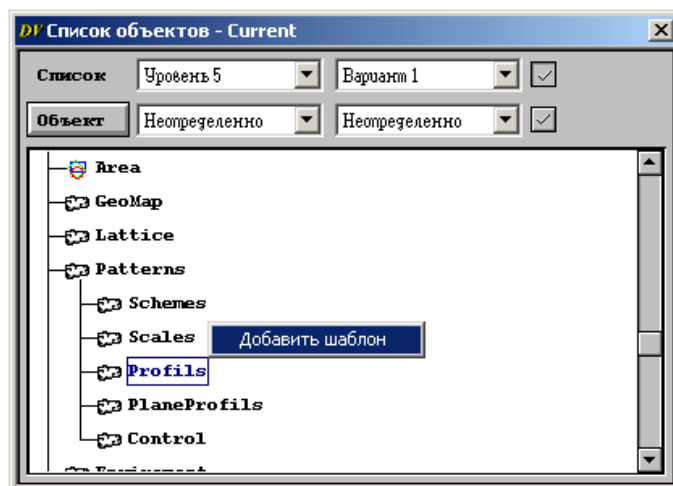 DV Список объектов - Current
Список Уровень 5 Вариант 1
Объект Неопределенно Неопределенно
Area
GeoMap
Lattice
Patterns
Schemes
Scales
Добавить шаблон
Profils
PlaneProfils
Control